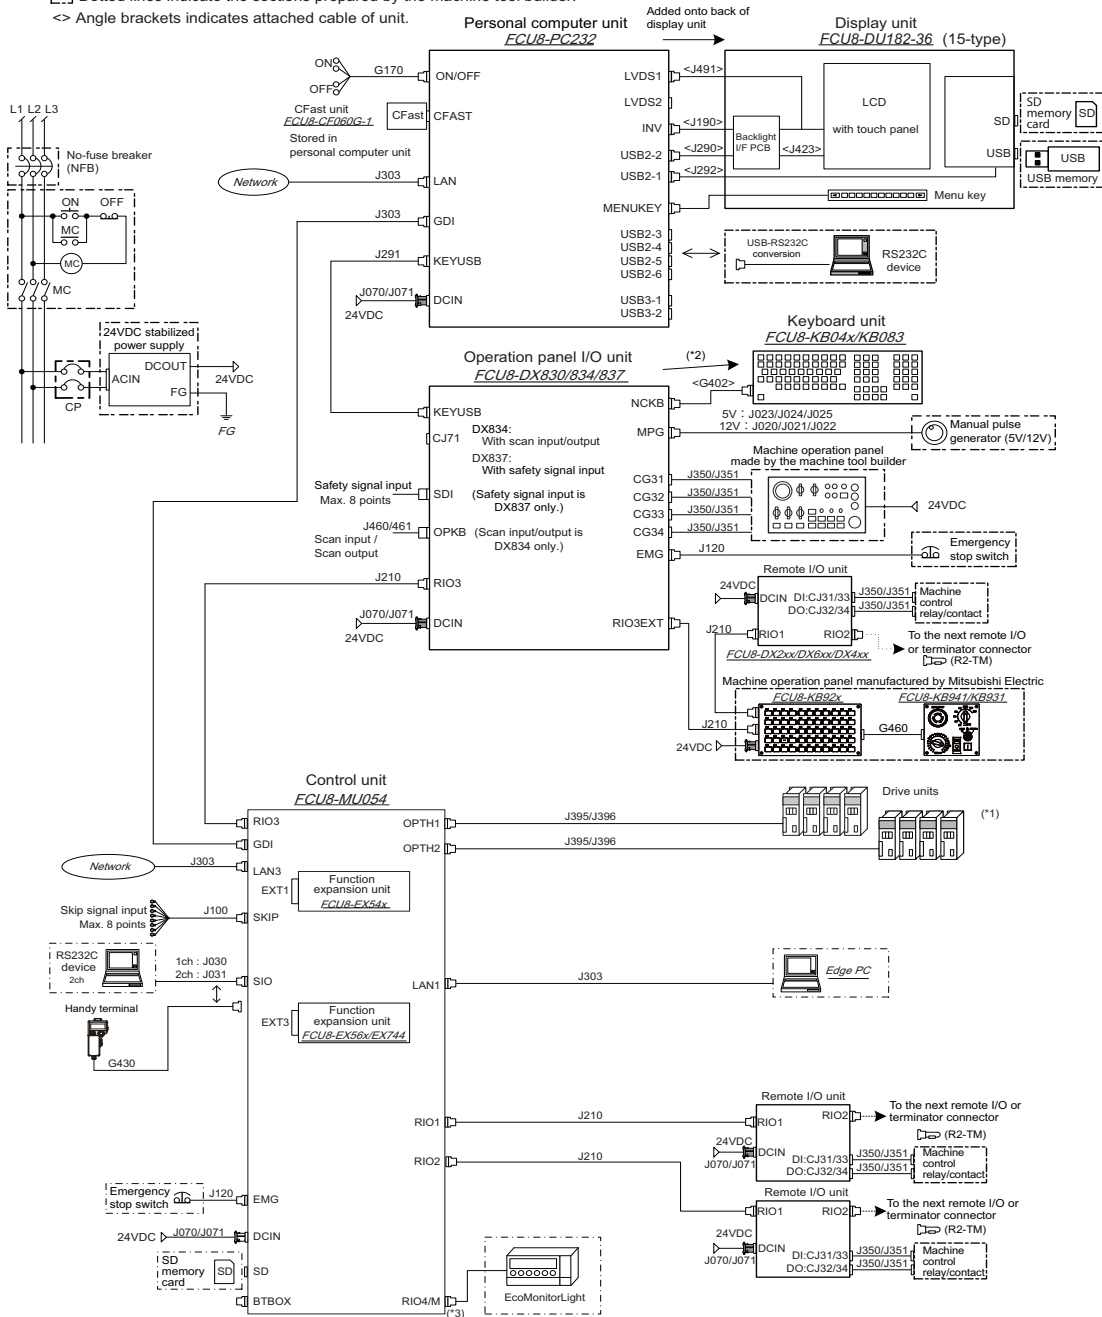 <> Angle brackets indicates attached cable of unit.
Personal computer unit
FCU8-PC232
Added onto back of
display unit
Display unit
FCU8-DU182-36 (15-type)
ON
OFF
G170
ON/OFF
CFast unit
FCU8-CF060G-1
Stored in
personal computer unit
CFast
CFAST
Network
J303
LAN
J303
GDI
J291
KEYUSB
J070/J071
24VDC
DCIN
LVDS1
LVDS2
INV
USB2-2
USB2-1
MENUKEY
USB2-3
USB2-4
USB2-5
USB2-6
USB3-1
USB3-2
<J491>
<J190>
<J290>
<J292>
Backlight
I/F PCB
<J423>
LCD
with touch panel
SD
USB
SD
memory
card
SD
USB
USB memory
Menu key
USB-RS232C
conversion
RS232C
device
L1 L2 L3
No-fuse breaker
(NFB)
ON
OFF
MC
MC
MC
24VDC stabilized
power supply
DCOUT
ACIN
FG
24VDC
FG
CP
Operation panel I/O unit
FCU8-DX830/834/837
(*2)
Keyboard unit
FCU8-KB04x/KB083
KEYUSB
CJ71
DX834:
With scan input/output
DX837:
With safety signal input
Safety signal input
Max. 8 points
SDI
(Safety signal input is
DX837 only.)
J460/461
Scan input /
Scan output
OPKB
(Scan input/output is
DX834 only.)
J210
RIO3
J070/J071
24VDC
DCIN
NCKB
<G402>
MPG
5V : J023/J024/J025
12V : J020/J021/J022
Manual pulse
generator (5V/12V)
Machine operation panel
made by the machine tool builder
CG31
J350/J351
CG32
J350/J351
CG33
J350/J351
CG34
J350/J351
24VDC
EMG
J120
Emergency
stop switch
Remote I/O unit
24VDC
DCIN
DI:CJ31/33
DO:CJ32/34
J350/J351
J350/J351
Machine
control
relay/contact
RIO3EXT
J210
RIO1
RIO2
FCU8-DX2xx/DX6xx/DX4xx
To the next remote I/O
or terminator connector
(R2-TM)
Machine operation panel manufactured by Mitsubishi Electric
FCU8-KB92x
FCU8-KB941/KB931
J210
24VDC
G460
Control unit
FCU8-MU054
RIO3
GDI
Network
J303
LAN3
EXT1
Function
expansion unit
FCU8-EX54x
Skip signal input
Max. 8 points
J100
SKIP
RS232C
device
2ch
1ch : J030
2ch : J031
SIO
Handy terminal
G430
EXT3
Function
expansion unit
FCU8-EX56x/EX744
OPTH1
J395/J396
OPTH2
J395/J396
Drive units
(*1)
LAN1
J303
Edge PC
RIO1
J210
RIO2
J210
Remote I/O unit
RIO1
RIO2
24VDC
J070/J071
DCIN
DI:CJ31/33
DO:CJ32/34
J350/J351
J350/J351
To the next remote I/O or
terminator connector
(R2-TM)
Machine
control
relay/contact
Remote I/O unit
RIO1
RIO2
24VDC
J070/J071
DCIN
DI:CJ31/33
DO:CJ32/34
J350/J351
J350/J351
To the next remote I/O or
terminator connector
(R2-TM)
Machine
control
relay/contact
Emergency
stop switch
J120
EMG
24VDC
J070/J071
DCIN
SD
memory
card
SD
SD
BTBOX
RIO4/M
(*3)
EcoMonitorLight